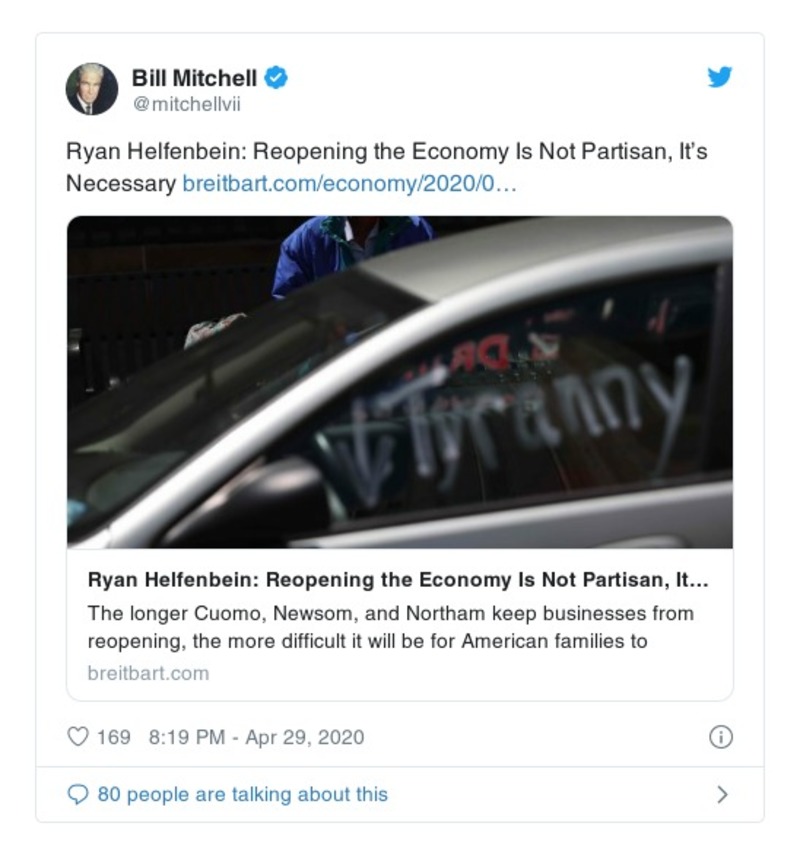 Bill Mitchell
@mitchellvii
Ryan Helfenbein: Reopening the Economy Is Not Partisan, It’s
Necessary breitbart.com/economy/2020/0…
DR
Tyranny
Ryan Helfenbein: Reopening the Economy Is Not Partisan, It…
The longer Cuomo, Newsom, and Northam keep businesses from
reopening, the more difficult it will be for American families to
breitbart.com
169 8:19 PM - Apr 29, 2020
80 people are talking about this